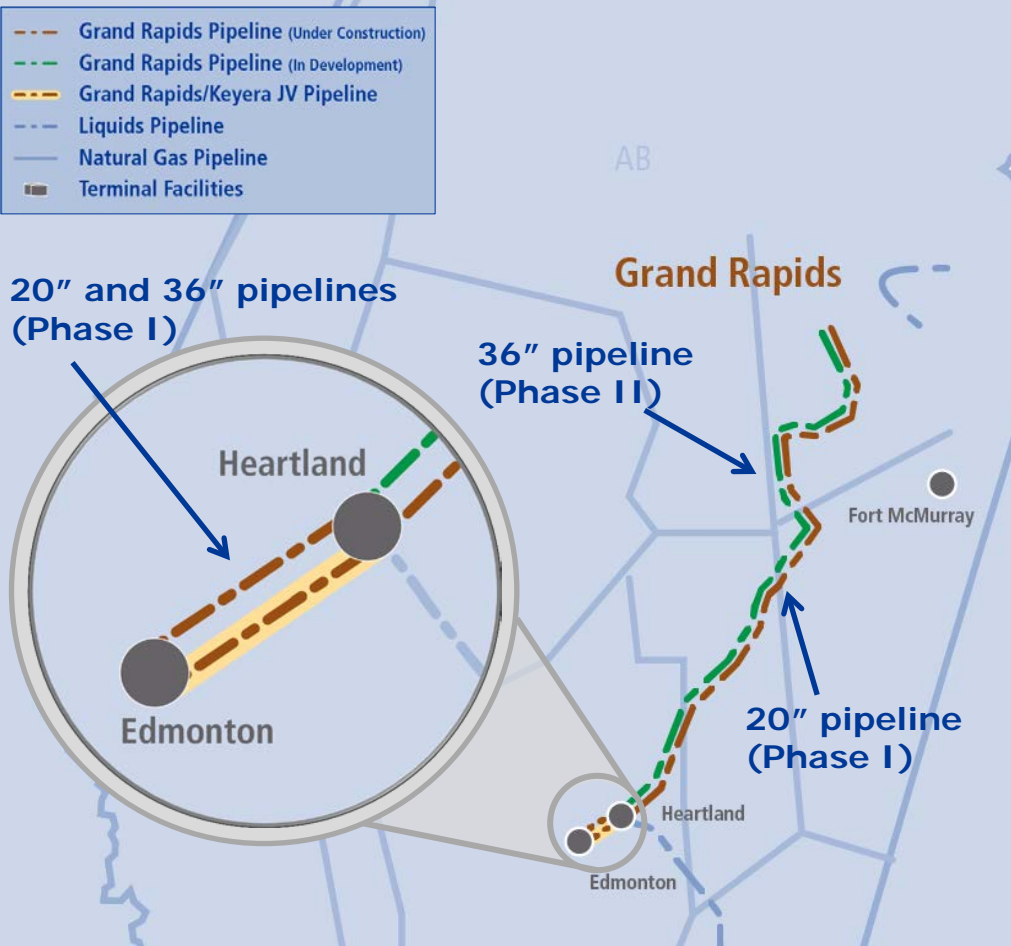 Grand Rapids Pipeline (Under Construction)
Grand Rapids Pipeline (In Development)
Grand Rapids/Keyera JV Pipeline
Liquids Pipeline
Natural Gas Pipeline
Terminal Facilities
AB
Grand Rapids
20” and 36” pipelines
(Phase I)
36” pipeline
(Phase II)
Heartland
Edmonton
Fort McMurray
20” pipeline
(Phase I)
Heartland
Edmonton